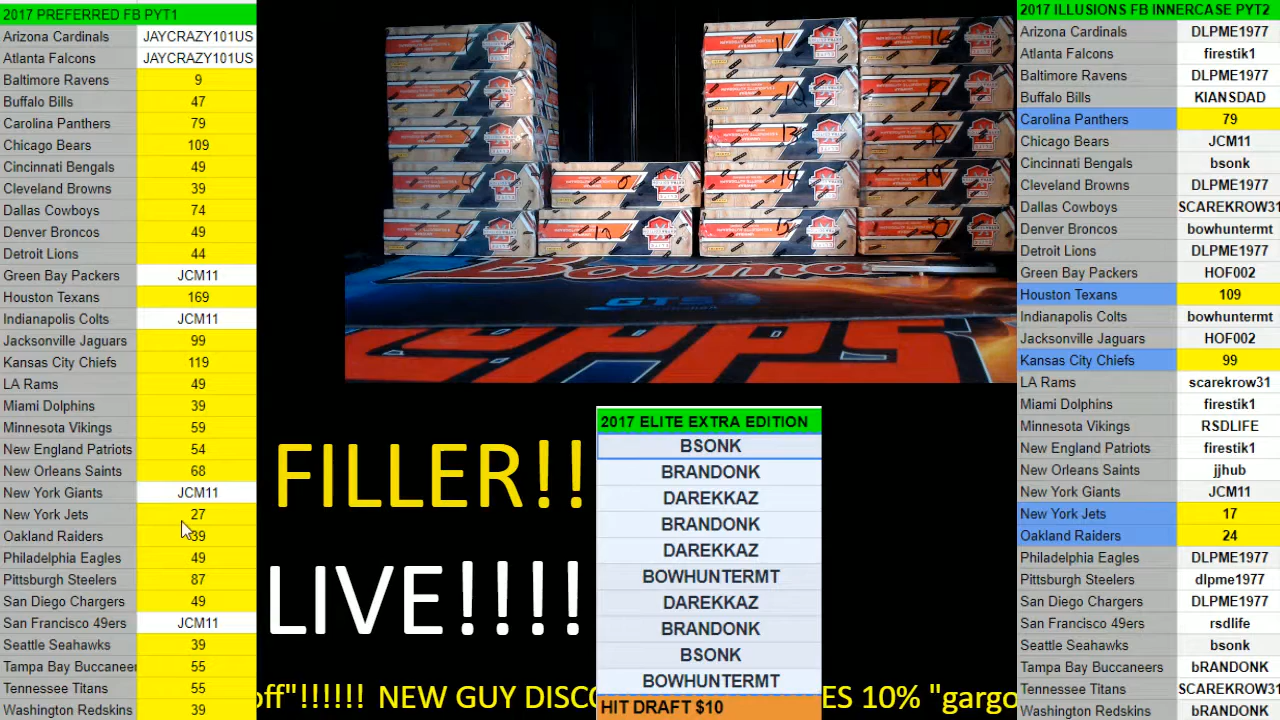 2017 PREFERRED FB PYT1
Arizona Cardinals JAYCRAZY101US
Atlanta Falcons JAYCRAZY101US
Baltimore Ravens 9
Buffalo Bills 47
Carolina Panthers 79
Chicago Bears 109
Cincinnati Bengals 49
Cleveland Browns 39
Dallas Cowboys 74
Denver Broncos 49
Detroit Lions 44
Green Bay Packers JCM11
Houston Texans 169
Indianapolis Colts JCM11
Jacksonville Jaguars 99
Kansas City Chiefs 119
LA Rams 49
Miami Dolphins 39
Minnesota Vikings 59
New England Patriots 54
New Orleans Saints 68
New York Giants JCM11
New York Jets 27
Oakland Raiders 39
Philadelphia Eagles 49
Pittsburgh Steelers 87
San Diego Chargers 49
San Francisco 49ers JCM11
Seattle Seahawks 39
Tampa Bay Buccaneer 55
Tennessee Titans 55
Washington Redskins 39
FILLER!!
LIVE!!!!
2017 ELITE EXTRA EDITION
BSONK
BRANDONK
DAREKKAZ
BRANDONK
DAREKKAZ
BOWHUNTERMT
DAREKKAZ
BRANDONK
BSONK
BOWHUNTERMT
HIT DRAFT $10
off"!!!!!! NEW GUY DISCO
ES 10% "gargo
2017 ILLUSIONS FB INNERCASE PYT2
Arizona Cardinals DLPME1977
Atlanta Falcons firestik1
Baltimore Ravens DLPME1977
Buffalo Bills KIANSDAD
Carolina Panthers 79
Chicago Bears JCM11
Cincinnati Bengals bsonk
Cleveland Browns DLPME1977
Dallas Cowboys SCAREKROW31
Denver Broncos bowhuntermt
Detroit Lions DLPME1977
Green Bay Packers HOF002
Houston Texans 109
Indianapolis Colts bowhuntermt
Jacksonville Jaguars HOF002
Kansas City Chiefs 99
LA Rams scarekrow31
Miami Dolphins firestik1
Minnesota Vikings RSDLIFE
New England Patriots firestik1
New Orleans Saints jjhub
New York Giants JCM11
New York Jets 17
Oakland Raiders 24
Philadelphia Eagles DLPME1977
Pittsburgh Steelers dlpme1977
San Diego Chargers DLPME1977
San Francisco 49ers rsdlife
Seattle Seahawks bsonk
Tampa Bay Buccaneers bRANDONK
Tennessee Titans SCAREKROW31
Washington Redskins bRANDONK